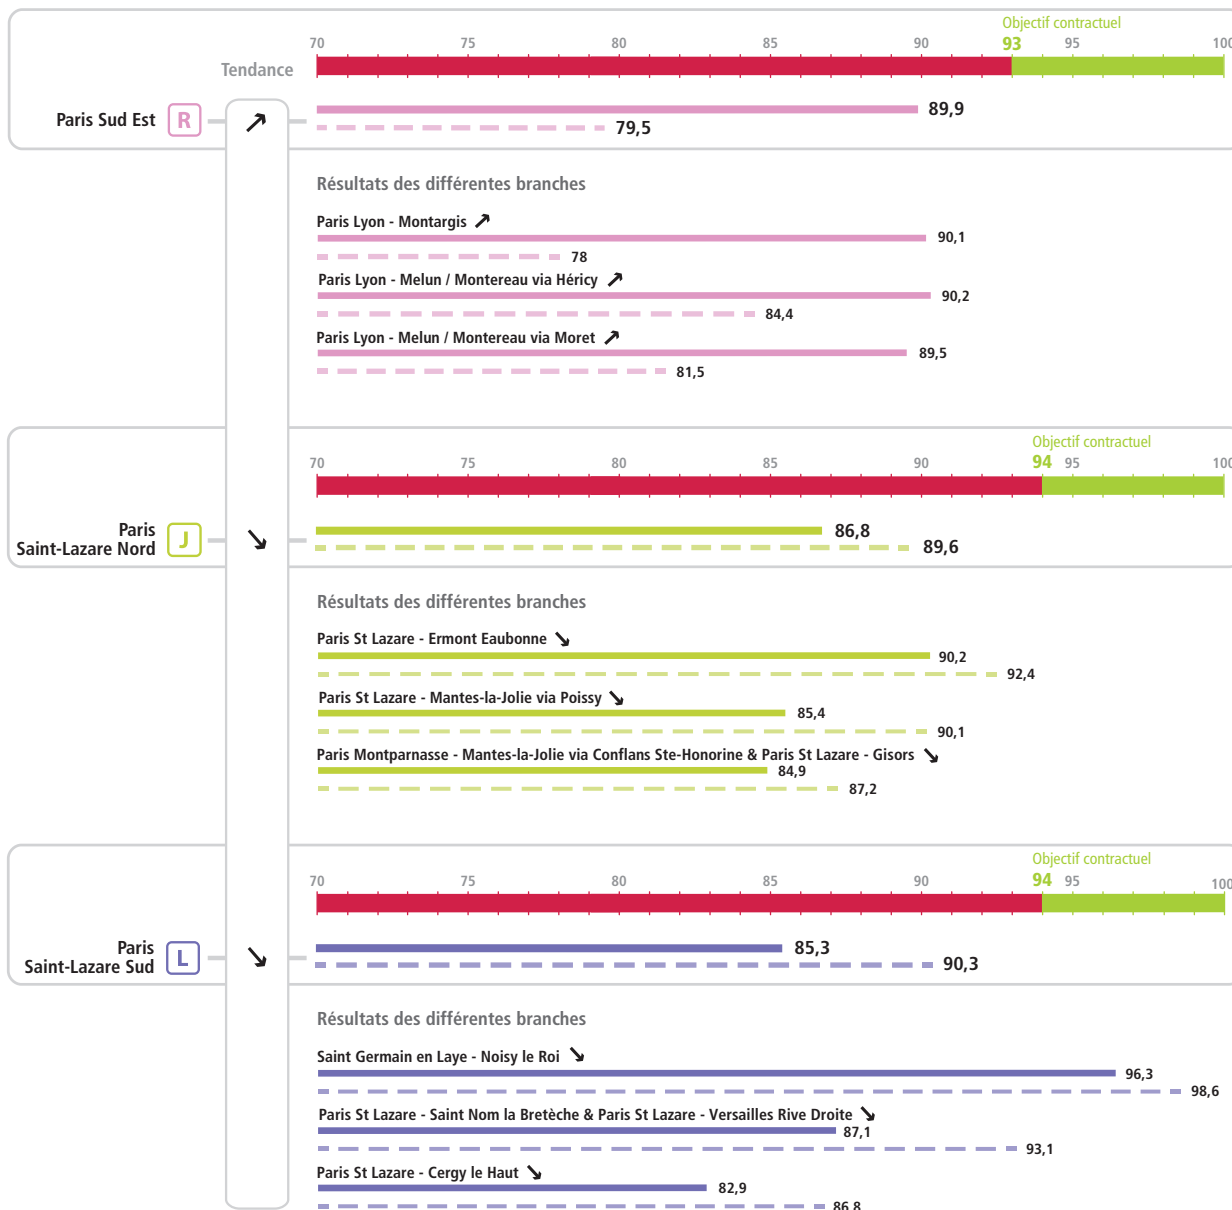 Objectif contractuel
70 75 80 85 90 93 95 100
Tendance
Paris Sud Est R
89,9
79,5
Résultats des différentes branches
Paris Lyon - Montargis
90,1
78
Paris Lyon - Melun / Montereau via Héricy
90,2
84,4
Paris Lyon - Melun / Montereau via Moret
89,5
81,5
Objectif contractuel
70 75 80 85 90 94 95 100
Paris
Saint-Lazare Nord J
86,8
89,6
Résultats des différentes branches
Paris St Lazare - Ermont Eaubonne
90,2
92,4
Paris St Lazare - Mantes-la-Jolie via Poissy
85,4
90,1
Paris Montparnasse - Mantes-la-Jolie via Conflans Ste-Honorine & Paris St Lazare - Gisors
84,9
87,2
Objectif contractuel
70 75 80 85 90 94 95 100
Paris
Saint-Lazare Sud L
85,3
90,3
Résultats des différentes branches
Saint Germain en Laye - Noisy le Roi
96,3
98,6
Paris St Lazare - Saint Nom la Bretèche & Paris St Lazare - Versailles Rive Droite
87,1
93,1
Paris St Lazare - Cergy le Haut
82,9
86,8